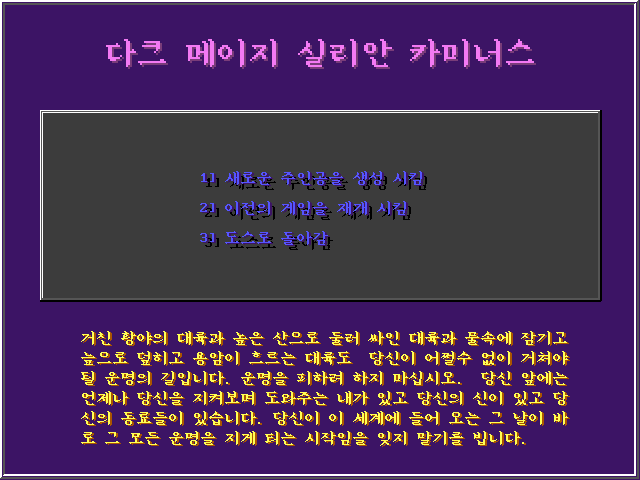 다크 메이지 실리안 카미너스
1] 새로운 주인공을 생성 시킴
2] 이전의 게임을 재개 시킴
3] 도스로 돌아감
거친 황야의 대륙과 높은 산으로 둘러 싸인 대륙과 물속에 잠기고
늪으로 덮히고 용암이 흐르는 대륙도 당신이 어쩔수 없이 거쳐야
될 운명의 길입니다. 운명을 피하려 하지 마십시오. 당신 앞에는
언제나 당신을 지켜보며 도와주는 내가 있고 당신의 신이 있고 당
신의 동료들이 있습니다. 당신이 이 세계에 들어 오는 그 날이 바
로 그 모든 운명을 지게 되는 시작임을 잊지 말기를 빕니다.